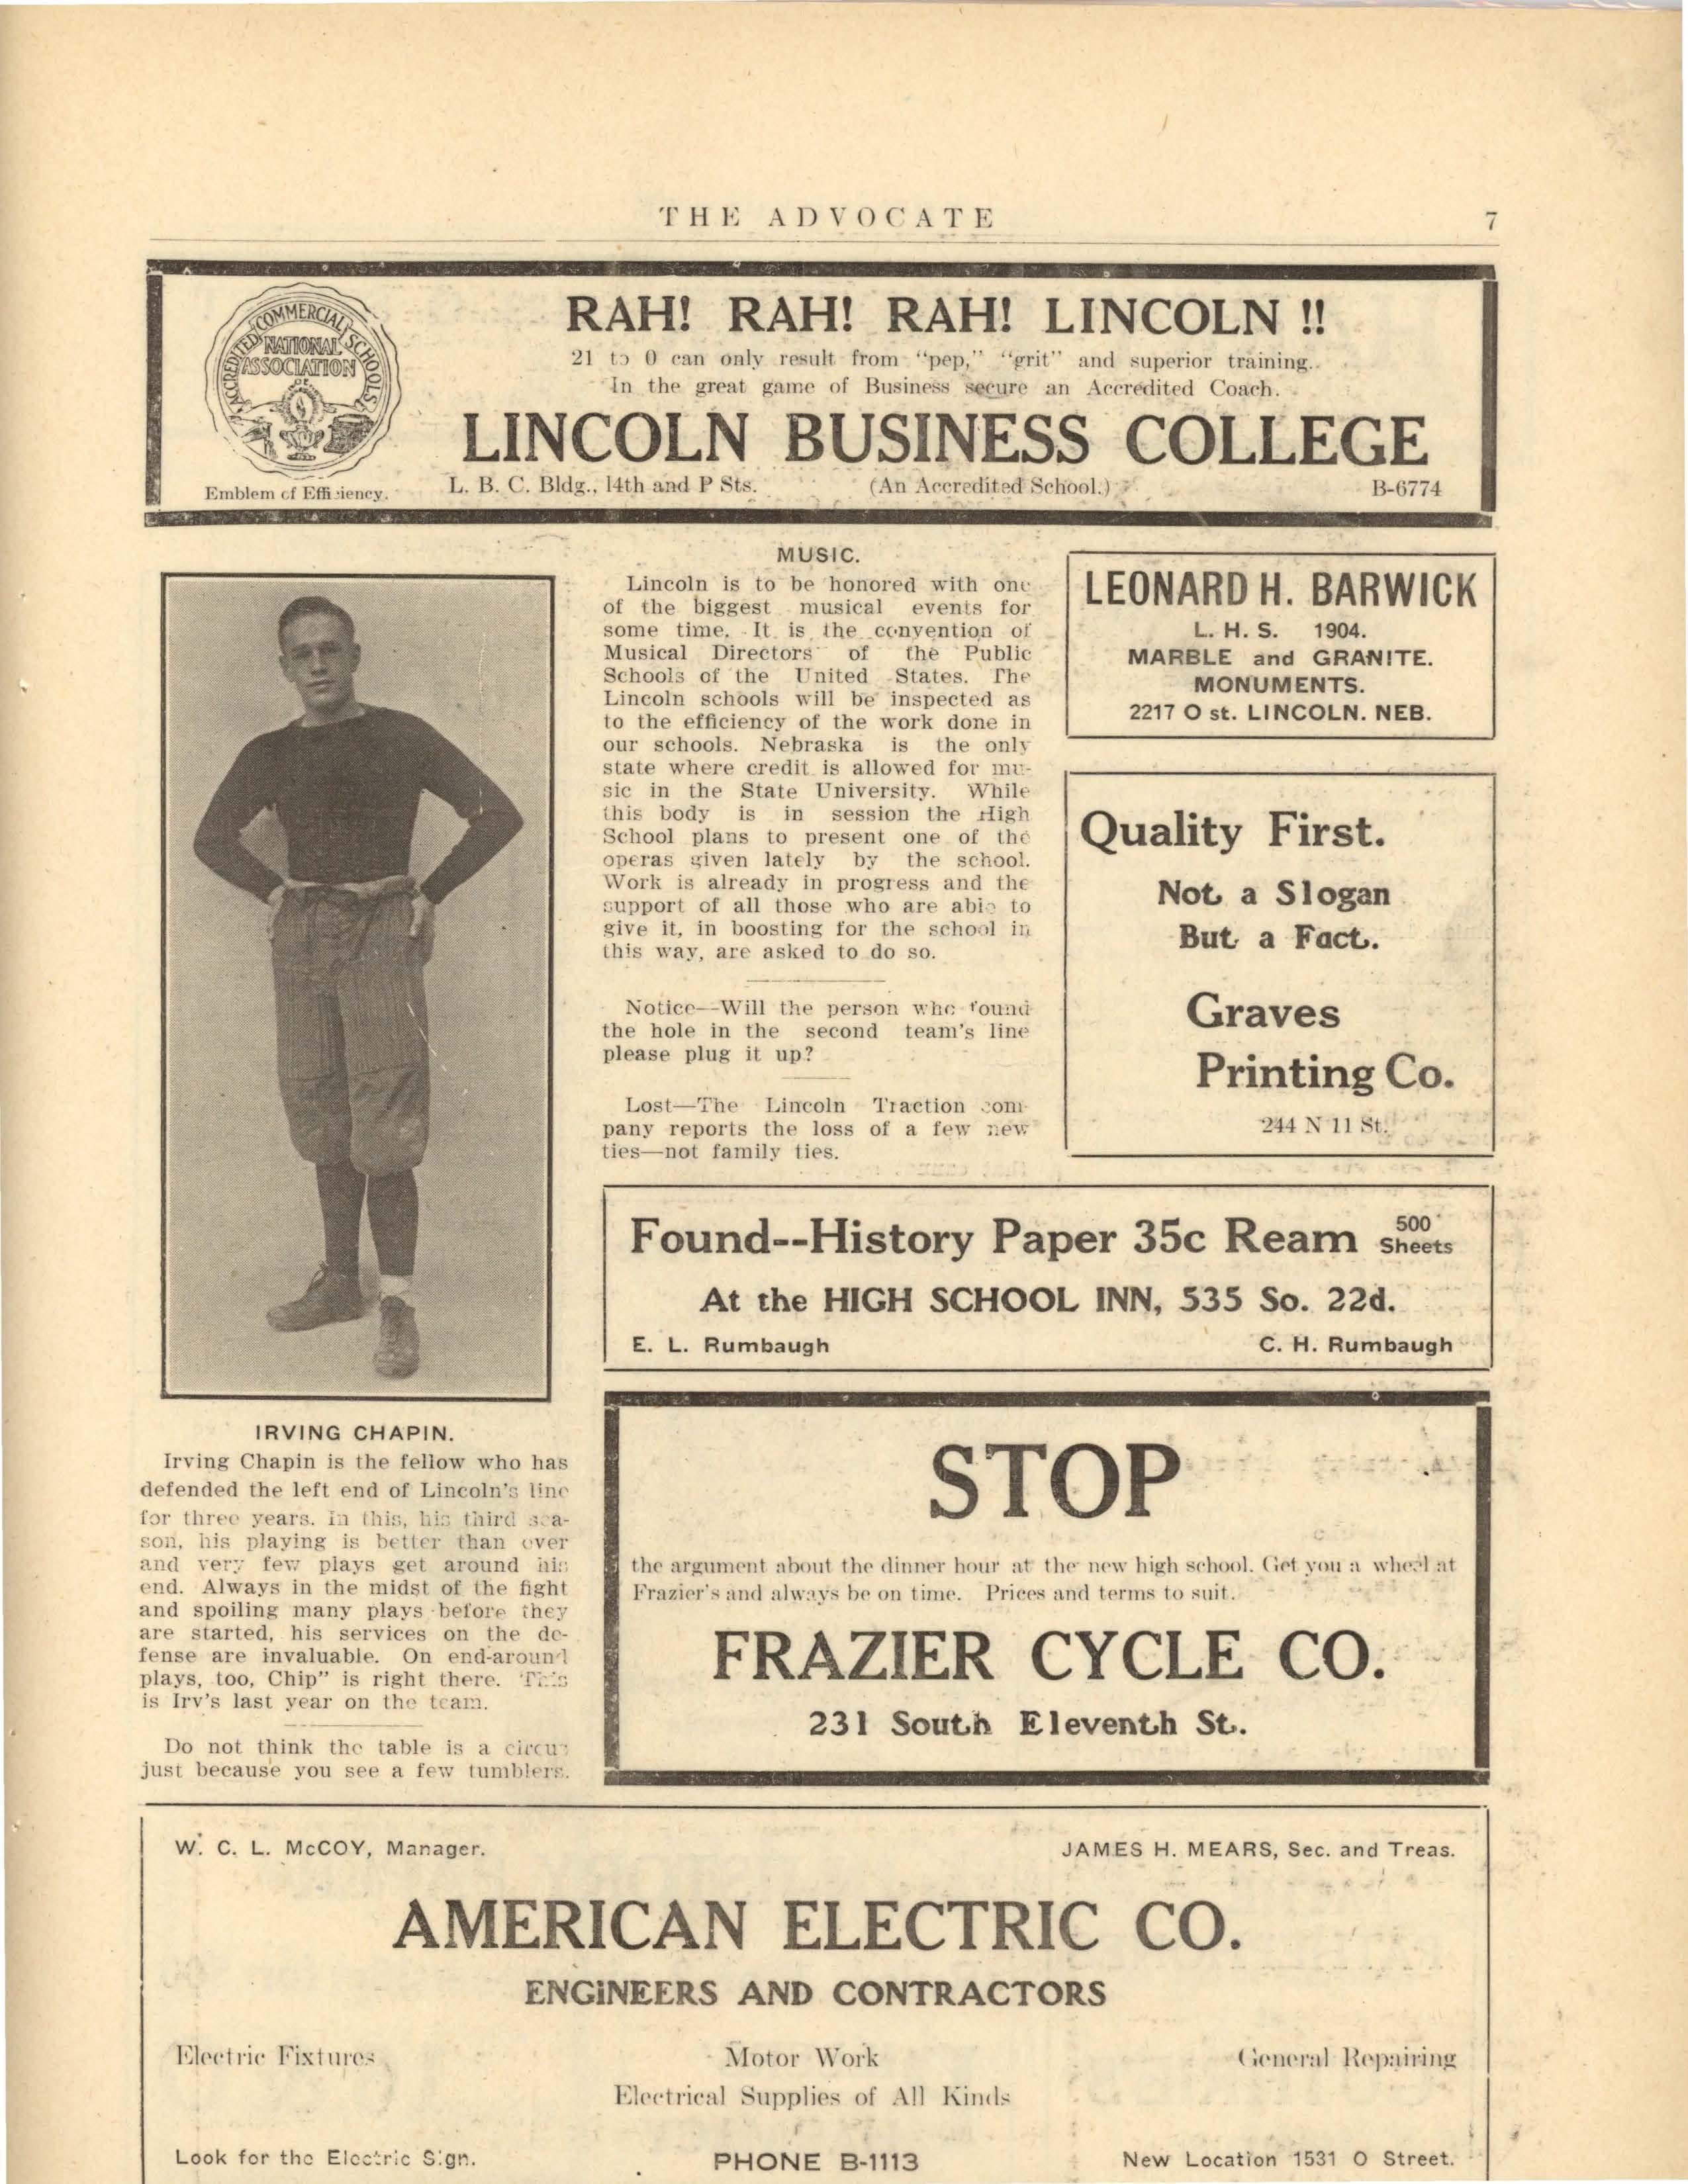 THE ADVOCATE
7
ACCREDITED COMMERCIAL SCHOOLS
NATIONAL
ASSOCIATION
Emblem of Efficiency.
RAH! RAH! RAH! LINCOLN !!
21 to 0 can only result from “pep,” “grit” and superior training.
In the great game of Business secure an Accredited Coach.
LINCOLN BUSINESS COLLEGE
L. B. C. Bldg., 14th and P Sts.
(An Accredited School.)
B-6774
IRVING CHAPIN.
Irving Chapin is the fellow who has
defended the left end of Lincoln's line
for three years. In this, his third sea-
son, his playing is better than ever
and very few plays get around his
end. Always in the midst of the fight
and spoiling many plays before they
are started, his services on the de-
fense are invaluable. On end-around
plays, too, Chip” is right there. This
is Irv's last year on the team.
Do not think the table is a circus
just because you see a few tumblers.
MUSIC.
Lincoln is to be honored with one
of the biggest musical events for
some time. It is the convention of
Musical Directors of the Public
Schools of the United States. The
Lincoln schools will be inspected as
to the efficiency of the work done in
our schools. Nebraska is the only
state where credit is allowed for mu-
sic in the State University. While
this body is in session the High
School plans to present one of the
operas given lately by the school.
Work is already in progress and the
support of all those who are able to
give it, in boosting for the school in
this way, are asked to do so.
Notice--Will the person who found
the hole in the second team's line
please plug it up?
Lost—The Lincoln Traction com-
pany reports the loss of a few new
ties—not family ties.
LEONARD H. BARWICK
L. H. S. 1904.
MARBLE and GRANITE.
MONUMENTS.
2217 O st. LINCOLN. NEB.
Quality First.
Not a Slogan
But a Fact.
Graves
Printing Co.
244 N 11 St.
Found--History Paper 35c Ream 500 Sheets
At the HIGH SCHOOL INN, 535 So. 22d.
E. L. Rumbaugh
C. H. Rumbaugh
STOP
the argument about the dinner hour at the new high school. Get you a wheel at
Frazier's and always be on time. Prices and terms to suit.
FRAZIER CYCLE CO.
231 South Eleventh St.
W. C. L. McCOY, Manager.
JAMES H. MEARS, Sec. and Treas.
AMERICAN ELECTRIC CO.
ENGINEERS AND CONTRACTORS
Electric Fixtures
Motor Work
General Repairing
Electrical Supplies of All Kinds
Look for the Electric Sign.
PHONE B-1113
New Location 1531 O Street.